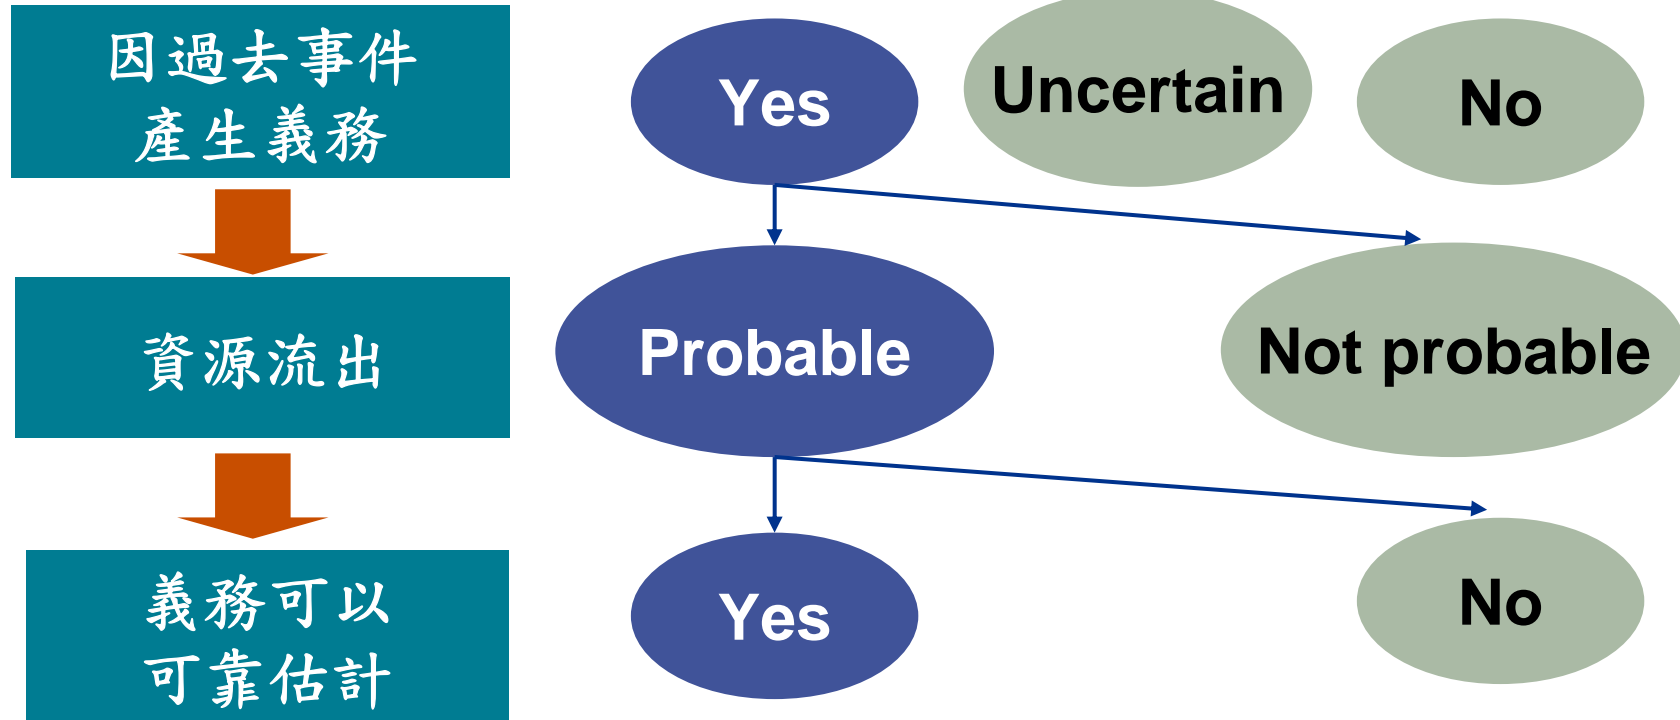 因過去事件
產生義務
Yes
Uncertain
No
資源流出
Probable
Not probable
義務可以
可靠估計
Yes
No